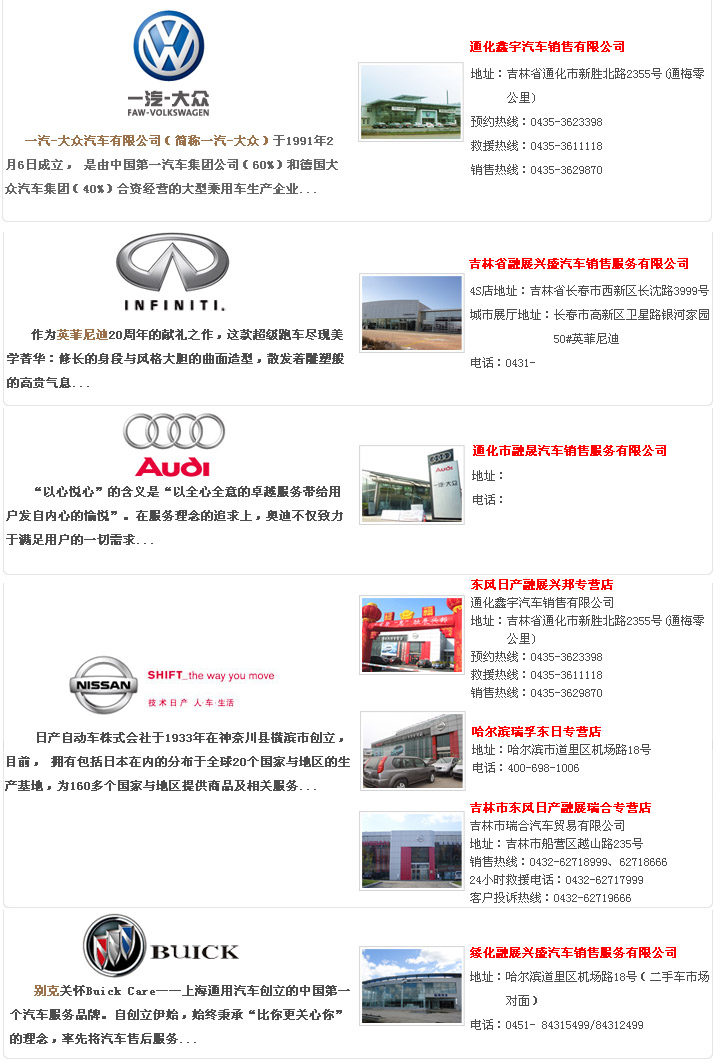 一汽-大众
FAW-VOLKSWAGEN
一汽-大众汽车有限公司（简称一汽-大众）于1991年2
月6日成立， 是由中国第一汽车集团公司（60%）和德国大
众汽车集团（40%）合资经营的大型乘用车生产企业...
通化鑫宇汽车销售有限公司
地址：吉林省通化市新胜北路2355号(通梅零
公里)
预约热线：0435-3623398
救援热线：0435-3611118
销售热线：0435-3629870
INFINITI.
作为英菲尼迪20周年的献礼之作，这款超级跑车尽现美
学菁华：修长的身段与风格大胆的曲面造型，散发着雕塑般
的高贵气息...
吉林省融展兴盛汽车销售服务有限公司
4S店地址：吉林省长春市西新区长沈路3999号
城市展厅地址：长春市高新区卫星路银河家园
50#英菲尼迪
电话：0431-
Audi
“以心悦心”的含义是“以全心全意的卓越服务带给用
户发自内心的愉悦”。在服务理念的追求上，奥迪不仅致力
于满足用户的一切需求...
Audi
一汽-大众
通化市融晟汽车销售服务有限公司
地址：
电话：
NISSAN
SHIFT_the way you move
技术日产 人·车·生活
日产自动车株式会社于1933年在神奈川县横滨市创立，
目前， 拥有包括日本在内的分布于全球20个国家与地区的生
产基地，为160多个国家与地区提供商品及相关服务...
东风日产融展兴邦专营店
通化鑫宇汽车销售有限公司
地址：吉林省通化市新胜北路2355号(通梅零
公里)
预约热线：0435-3623398
救援热线：0435-3611118
销售热线：0435-3629870
哈尔滨瑞孚东日专营店
地址：哈尔滨市道里区机场路18号
电话：400-698-1006
吉林市东风日产融展瑞合专营店
吉林市瑞合汽车贸易有限公司
地址：吉林市船营区越山路235号
销售热线：0432-62718999、62718666
24小时救援电话：0432-62717999
客户投诉热线：0432-62719666
BUICK
别克关怀Buick Care——上海通用汽车创立的中国第一
个汽车服务品牌。自创立伊始，始终秉承“比你更关心你”
的理念，率先将汽车售后服务...
绥化融展兴盛汽车销售服务有限公司
地址：哈尔滨道里区机场路18号（二手车市场
对面）
电话：0451- 84315499/84312499